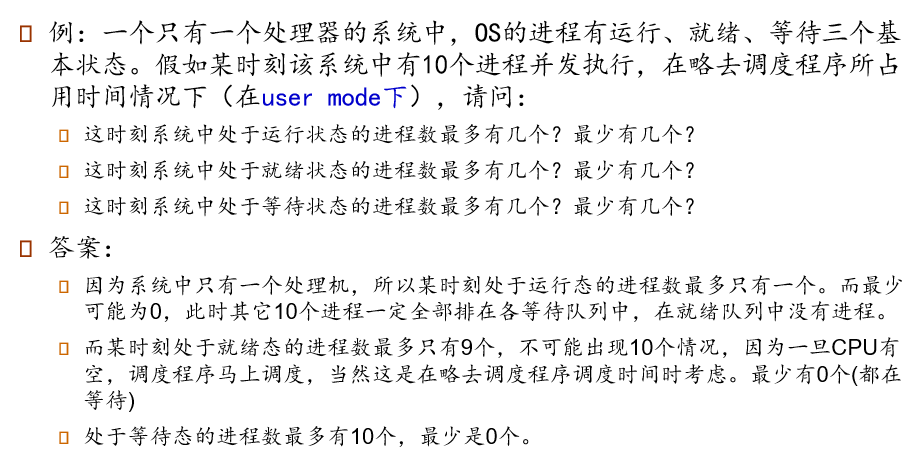 例：一个只有一个处理器的系统中，OS的进程有运行、就绪、等待三个基
本状态。假如某时刻该系统中有10个进程并发执行，在略去调度程序所占
用时间情况下（在user mode下），请问：
这时刻系统中处于运行状态的进程数最多有几个？最少有几个？
这时刻系统中处于就绪状态的进程数最多有几个？最少有几个？
这时刻系统中处于等待状态的进程数最多有几个？最少有几个？
答案：
因为系统中只有一个处理机，所以某时刻处于运行态的进程数最多只有一个。而最少
可能为0，此时其它10个进程一定全部排在各等待队列中，在就绪队列中没有进程。
而某时刻处于就绪态的进程数最多只有9个，不可能出现10个情况，因为一旦CPU有
空，调度程序马上调度，当然这是在略去调度程序调度时间时考虑。最少有0个(都在
等待)
处于等待态的进程数最多有10个，最少是0个。